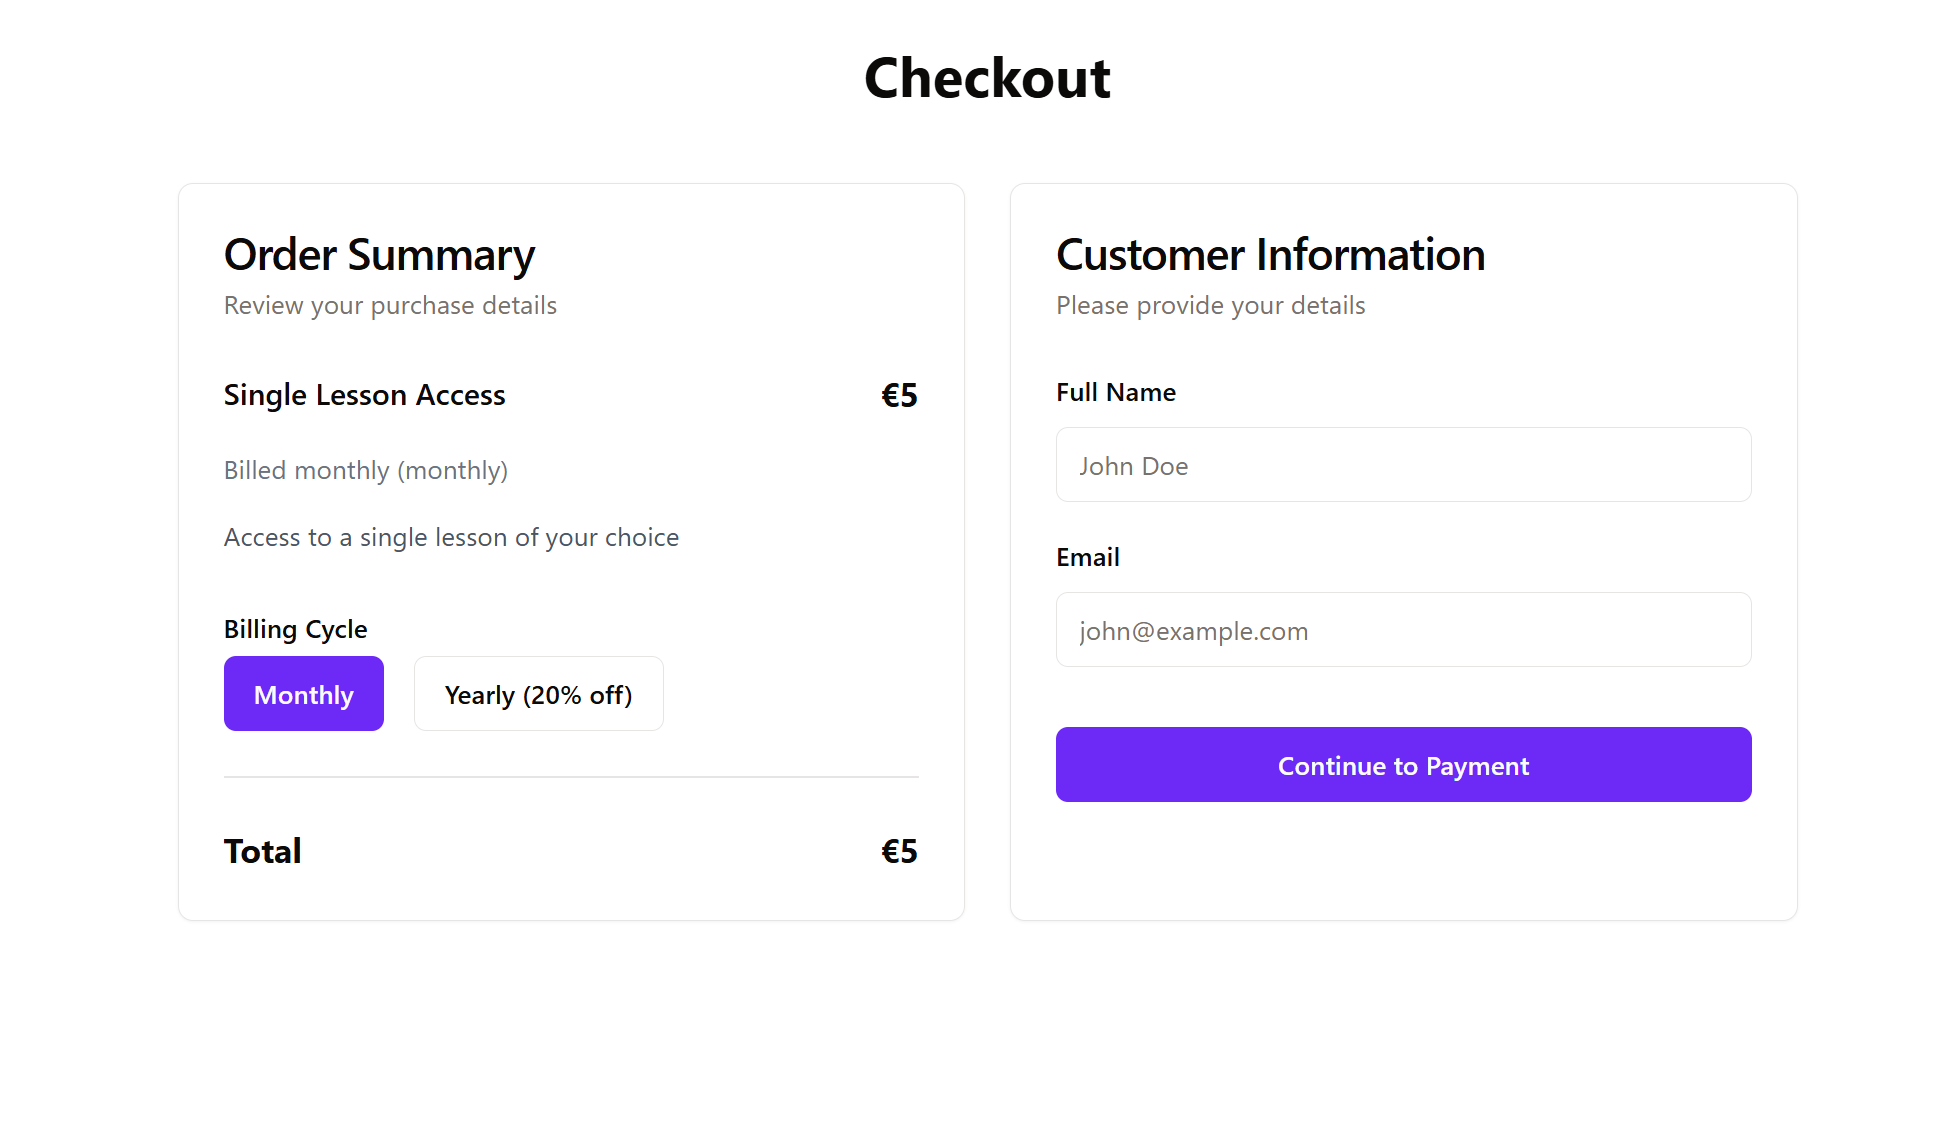 Checkout
Order Summary
Review your purchase details
Single Lesson Access €5
Billed monthly (monthly)
Access to a single lesson of your choice
Billing Cycle
Monthly Yearly (20% off)
Total €5
Customer Information
Please provide your details
Full Name
John Doe
Email
john@example.com
Continue to Payment